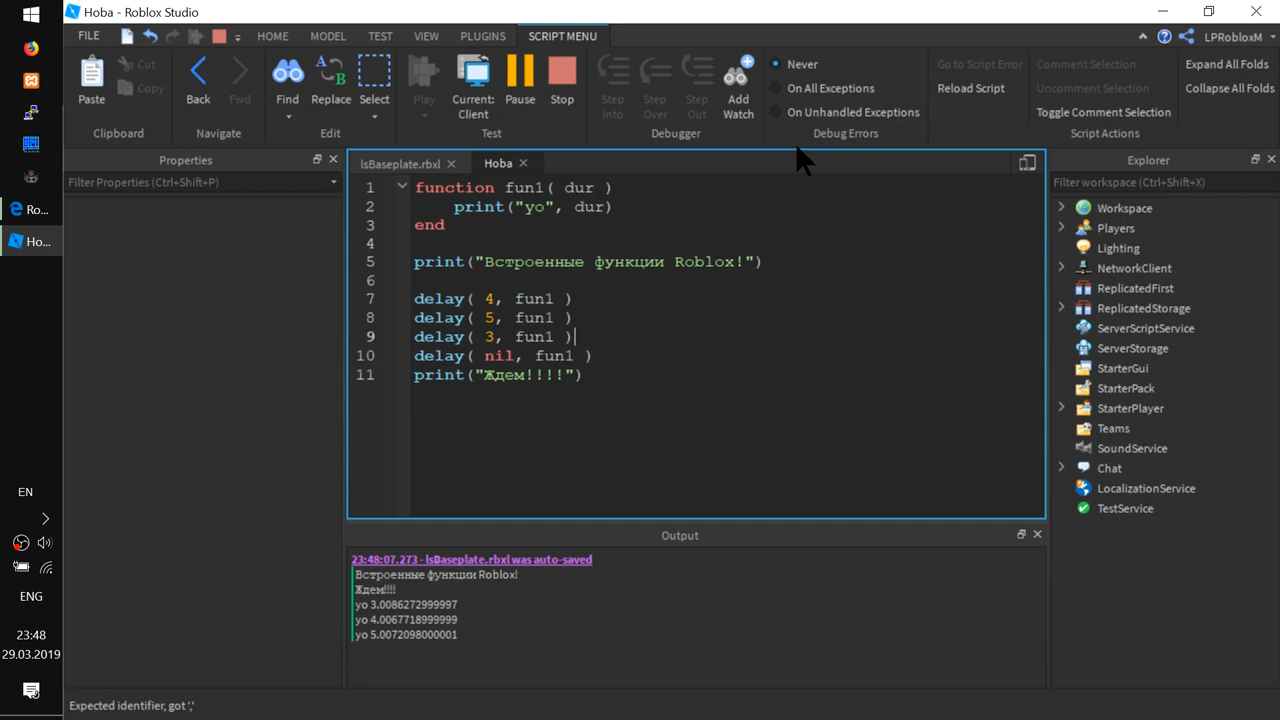 Hoba - Roblox Studio
FILE HOME MODEL TEST VIEW PLUGINS SCRIPT MENU LPRobloxM
Paste Cut Copy
Back Fwd
Find Replace Select
Play Current: Client Pause Stop
Step Into Step Over Step Out Add Watch
Never
On All Exceptions
On Unhandled Exceptions
Go to Script Error
Reload Script
Comment Selection
Uncomment Selection
Toggle Comment Selection
Expand All Folds
Collapse All Folds
Clipboard Navigate Edit Test Debugger Debug Errors Script Actions
Properties
Filter Properties (Ctrl+Shift+P)
lsBaseplate.rbxl Hoba
1 function fun1( dur )
2 print("yo", dur)
3 end
4
5 print("Встроенные функции Roblox!")
6
7 delay( 4, fun1 )
8 delay( 5, fun1 )
9 delay( 3, fun1 )
10 delay( nil, fun1 )
11 print("Ждем!!!!")
Explorer
Filter workspace (Ctrl+Shift+X)
Workspace
Players
Lighting
NetworkClient
ReplicatedFirst
ReplicatedStorage
ServerScriptService
ServerStorage
StarterGui
StarterPack
StarterPlayer
Teams
SoundService
Chat
LocalizationService
TestService
Output
23:48:07.273 - lsBaseplate.rbxl was auto-saved
Встроенные функции Roblox!
Ждем!!!!
yo 3.0086272999997
yo 4.0067718999999
yo 5.0072098000001
Expected identifier, got ','
Ro...
Ho...
EN
ENG
23:48
29.03.2019